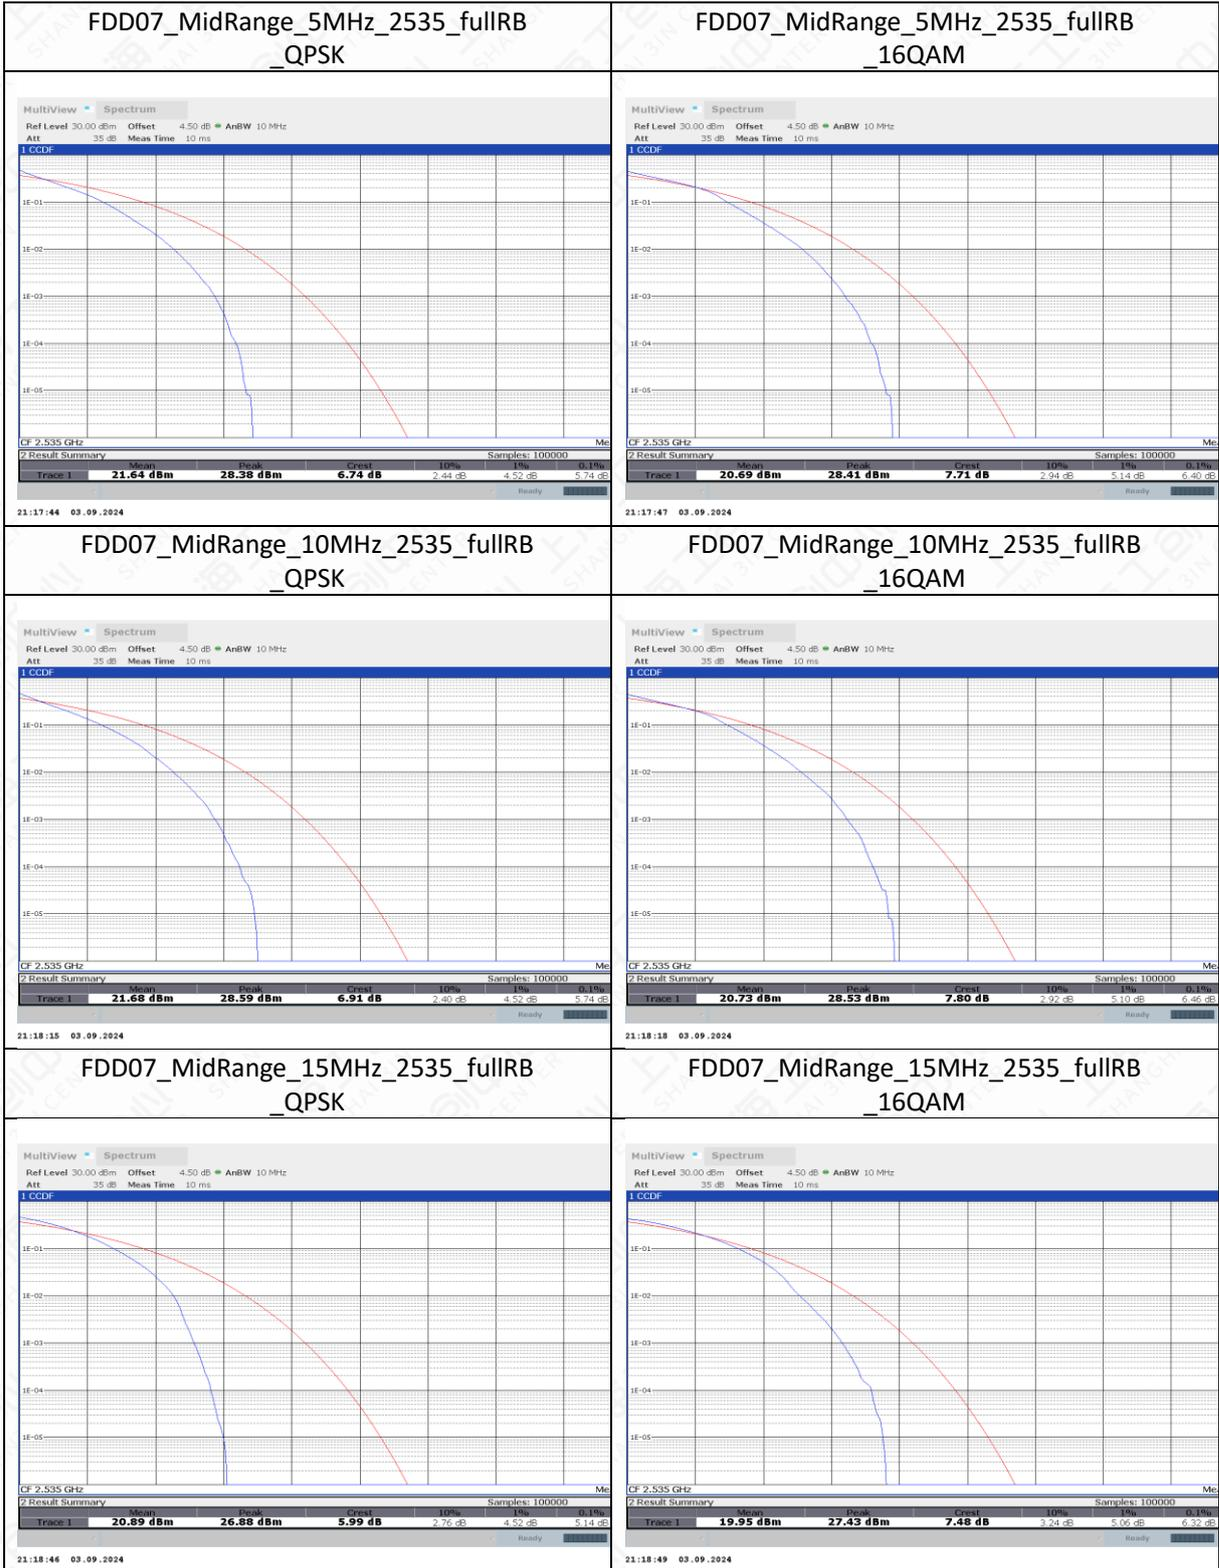 FDD07_MidRange_5MHz_2535_fullRB
_QPSK
MultiView Spectrum
Ref Level 30.00 dBm Offset 4.50 dB AnBW 10 MHz
Att 35 dB Meas Time 10 ms
1 CCDF
1E-01
1E-02
1E-03
1E-04
1E-05
CF 2.535 GHz Me
2 Result Summary Samples: 100000
Mean Peak Crest 10% 1% 0.1%
Trace 1 21.64 dBm 28.38 dBm 6.74 dB 2.44 dB 4.52 dB 5.74 dB
Ready
21:17:44 03.09.2024
FDD07_MidRange_5MHz_2535_fullRB
_16QAM
MultiView Spectrum
Ref Level 30.00 dBm Offset 4.50 dB AnBW 10 MHz
Att 35 dB Meas Time 10 ms
1 CCDF
1E-01
1E-02
1E-03
1E-04
1E-05
CF 2.535 GHz Me
2 Result Summary Samples: 100000
Mean Peak Crest 10% 1% 0.1%
Trace 1 20.69 dBm 28.41 dBm 7.71 dB 2.94 dB 5.14 dB 6.40 dB
Ready
21:17:47 03.09.2024
FDD07_MidRange_10MHz_2535_fullRB
_QPSK
MultiView Spectrum
Ref Level 30.00 dBm Offset 4.50 dB AnBW 10 MHz
Att 35 dB Meas Time 10 ms
1 CCDF
1E-01
1E-02
1E-03
1E-04
1E-05
CF 2.535 GHz Me
2 Result Summary Samples: 100000
Mean Peak Crest 10% 1% 0.1%
Trace 1 21.68 dBm 28.59 dBm 6.91 dB 2.40 dB 4.52 dB 5.74 dB
Ready
21:18:15 03.09.2024
FDD07_MidRange_10MHz_2535_fullRB
_16QAM
MultiView Spectrum
Ref Level 30.00 dBm Offset 4.50 dB AnBW 10 MHz
Att 35 dB Meas Time 10 ms
1 CCDF
1E-01
1E-02
1E-03
1E-04
1E-05
CF 2.535 GHz Me
2 Result Summary Samples: 100000
Mean Peak Crest 10% 1% 0.1%
Trace 1 20.73 dBm 28.53 dBm 7.80 dB 2.92 dB 5.10 dB 6.46 dB
Ready
21:18:18 03.09.2024
FDD07_MidRange_15MHz_2535_fullRB
_QPSK
MultiView Spectrum
Ref Level 30.00 dBm Offset 4.50 dB AnBW 10 MHz
Att 35 dB Meas Time 10 ms
1 CCDF
1E-01
1E-02
1E-03
1E-04
1E-05
CF 2.535 GHz Me
2 Result Summary Samples: 100000
Mean Peak Crest 10% 1% 0.1%
Trace 1 20.89 dBm 26.88 dBm 5.99 dB 2.76 dB 4.52 dB 5.14 dB
Ready
21:18:46 03.09.2024
FDD07_MidRange_15MHz_2535_fullRB
_16QAM
MultiView Spectrum
Ref Level 30.00 dBm Offset 4.50 dB AnBW 10 MHz
Att 35 dB Meas Time 10 ms
1 CCDF
1E-01
1E-02
1E-03
1E-04
1E-05
CF 2.535 GHz Me
2 Result Summary Samples: 100000
Mean Peak Crest 10% 1% 0.1%
Trace 1 19.95 dBm 27.43 dBm 7.48 dB 3.24 dB 5.06 dB 6.32 dB
Ready
21:18:49 03.09.2024